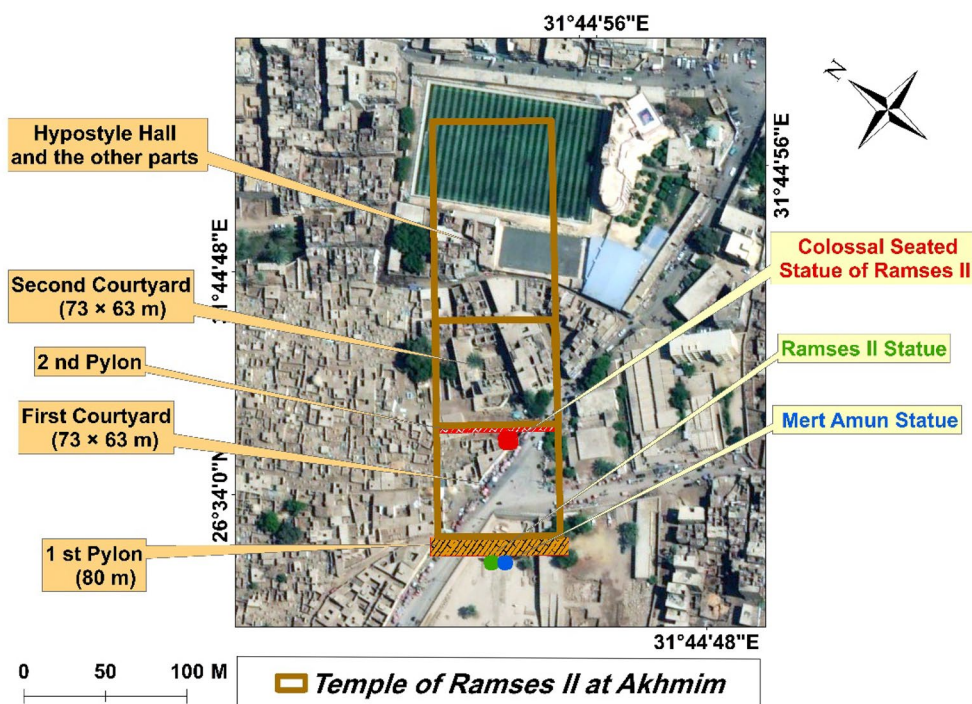 31°44'56"E
N
Hypostyle Hall
and the other parts
31°44'56"E
31°44'48"E
Colossal Seated
Statue of Ramses II
Second Courtyard
(73 × 63 m)
Ramses II Statue
2 nd Pylon
First Courtyard
(73 × 63 m)
Mert Amun Statue
26°34'0"N
1 st Pylon
(80 m)
31°44'48"E
0 50 100 M
Temple of Ramses II at Akhmim